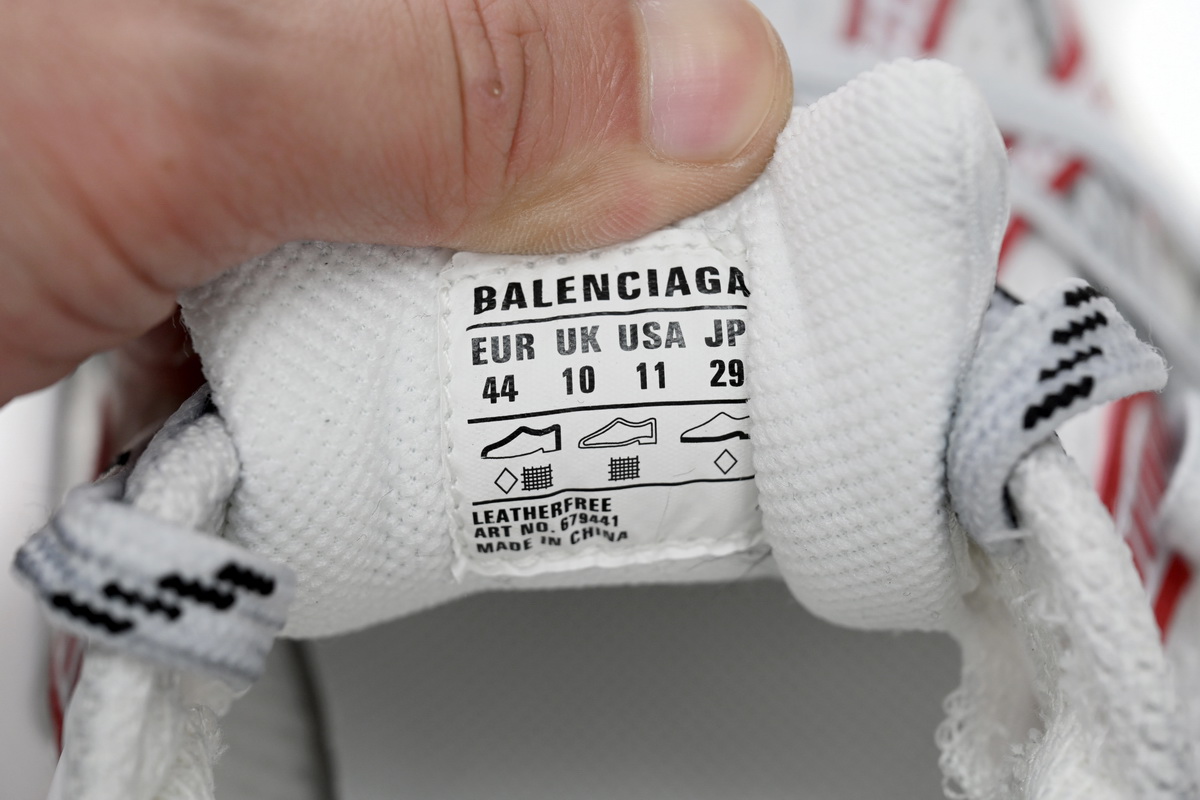 BALENCIAGA
EUR UK USA JP
44 10 11 29
LEATHERFREE
ART NO. 679441
MADE IN CHINA